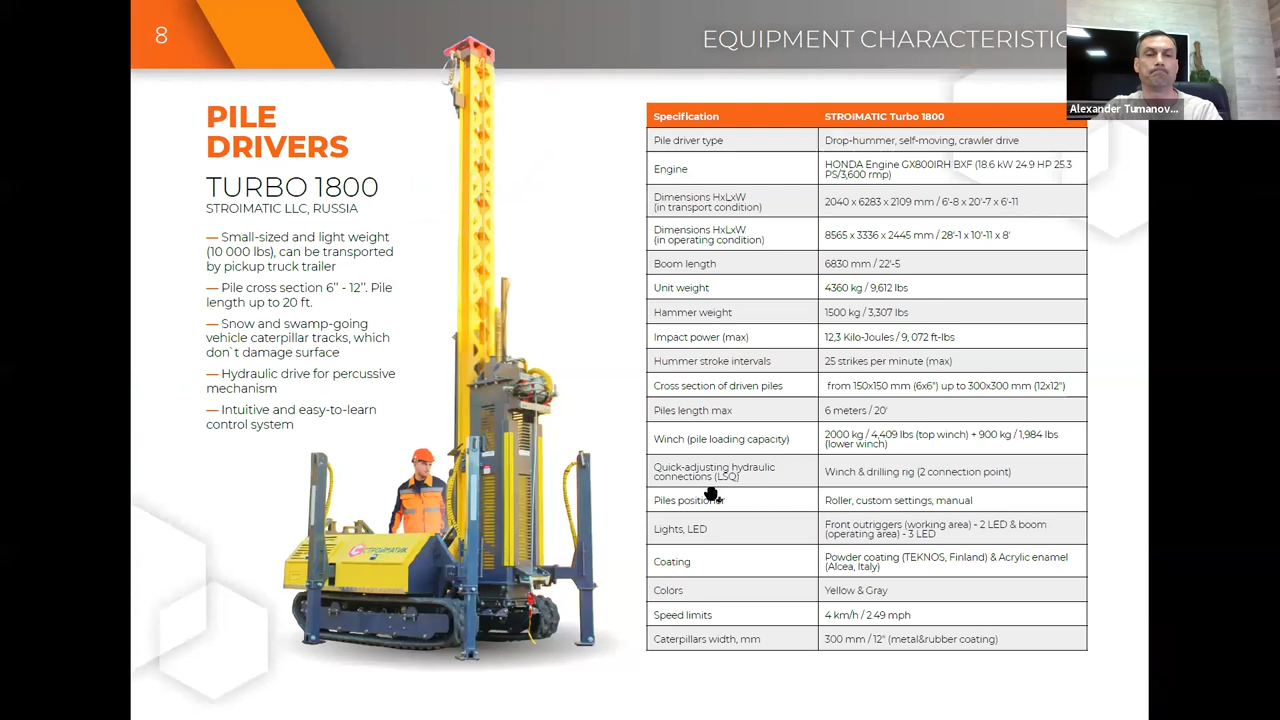 8
EQUIPMENT CHARACTERISTIC
Alexander Tumanov...
PILE
DRIVERS
TURBO 1800
STROIMATIC LLC, RUSSIA
— Small-sized and light weight
(10 000 lbs), can be transported
by pickup truck trailer
— Pile cross section 6’’ - 12’’. Pile
length up to 20 ft.
— Snow and swamp-going
vehicle caterpillar tracks, which
don`t damage surface
— Hydraulic drive for percussive
mechanism
— Intuitive and easy-to-learn
control system
СТРОЙМАТИК
Specification STROIMATIC Turbo 1800
Pile driver type Drop-hummer, self-moving, crawler drive
Engine HONDA Engine GX800IRH BXF (18.6 kW 24.9 HP 25.3
PS/3,600 rmp)
Dimensions HxLxW
(in transport condition) 2040 x 6283 x 2109 mm / 6'-8 x 20'-7 x 6'-11
Dimensions HxLxW
(in operating condition) 8565 x 3336 x 2445 mm / 28'-1 x 10'-11 x 8'
Boom length 6830 mm / 22'-5
Unit weight 4360 kg / 9,612 lbs
Hammer weight 1500 kg / 3,307 lbs
Impact power (max) 12,3 Kilo-Joules / 9, 072 ft-lbs
Hummer stroke intervals 25 strikes per minute (max)
Cross section of driven piles from 150x150 mm (6x6") up to 300x300 mm (12x12")
Piles length max 6 meters / 20'
Winch (pile loading capacity) 2000 kg / 4,409 lbs (top winch) + 900 kg / 1,984 lbs
(lower winch)
Quick-adjusting hydraulic
connections (LSQ) Winch & drilling rig (2 connection point)
Piles positioner Roller, custom settings, manual
Lights, LED Front outriggers (working area) - 2 LED & boom
(operating area) - 3 LED
Coating Powder coating (TEKNOS, Finland) & Acrylic enamel
(Alcea, Italy)
Colors Yellow & Gray
Speed limits 4 km/h / 2.49 mph
Caterpillars width, mm 300 mm / 12" (metal&rubber coating)